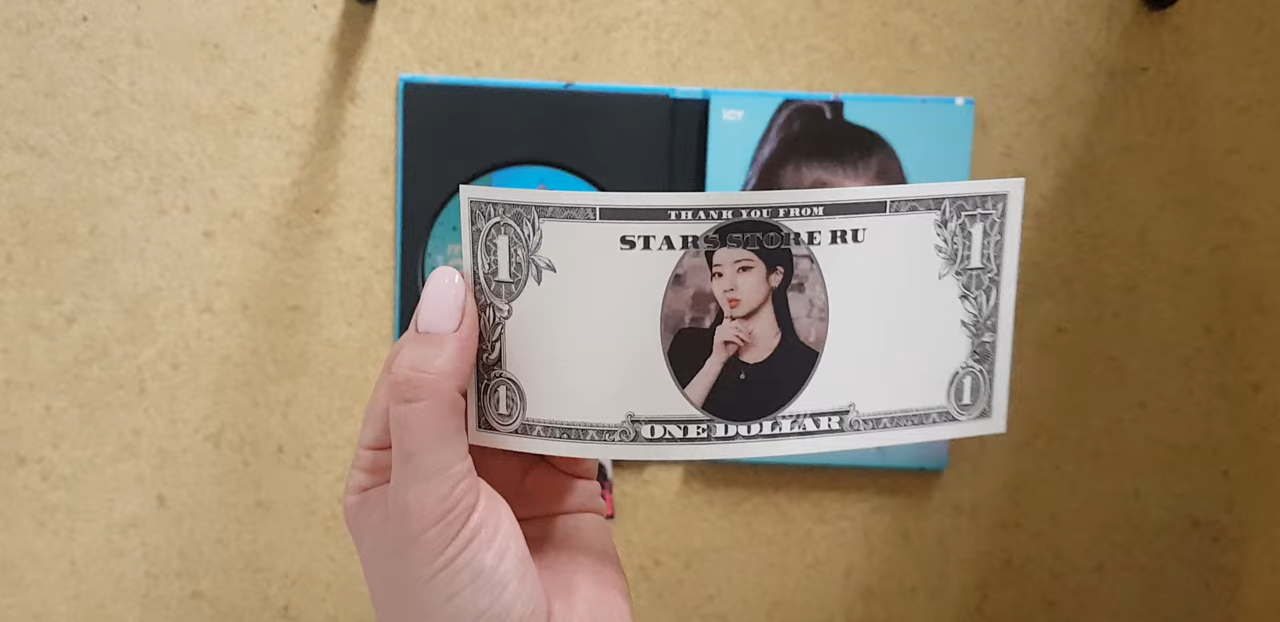 ICY
THANK YOU FROM
STARS STORE RU
1 1
1 1
ONE DOLLAR